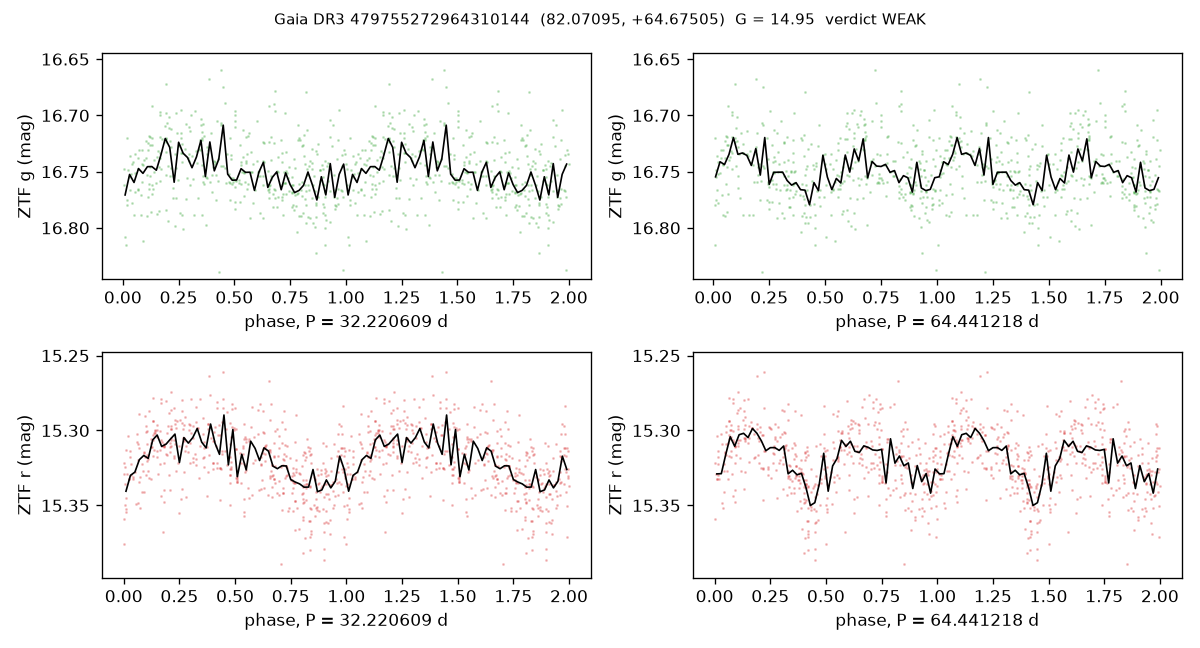 Gaia DR3 479755272964310144 (82.07095, +64.67505) G = 14.95 verdict WEAK
ZTF g (mag)
16.65
16.70
16.75
16.80
0.00 0.25 0.50 0.75 1.00 1.25 1.50 1.75 2.00
phase, P = 32.220609 d
ZTF g (mag)
16.65
16.70
16.75
16.80
0.00 0.25 0.50 0.75 1.00 1.25 1.50 1.75 2.00
phase, P = 64.441218 d
ZTF r (mag)
15.25
15.30
15.35
0.00 0.25 0.50 0.75 1.00 1.25 1.50 1.75 2.00
phase, P = 32.220609 d
ZTF r (mag)
15.25
15.30
15.35
0.00 0.25 0.50 0.75 1.00 1.25 1.50 1.75 2.00
phase, P = 64.441218 d